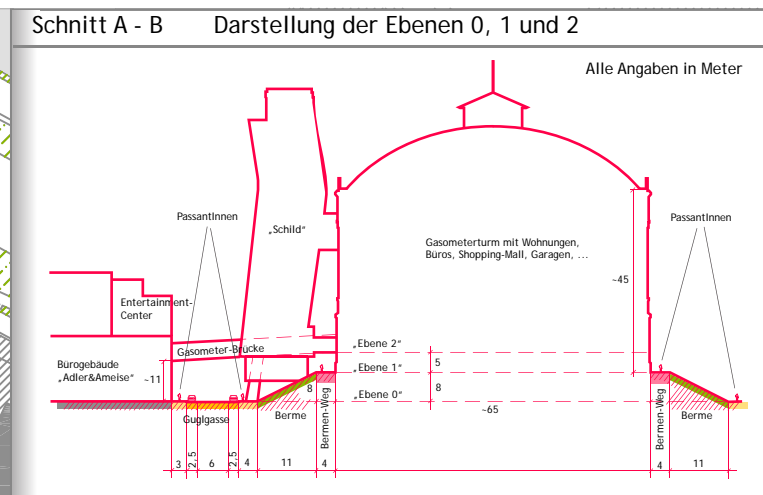 Schnitt A - B Darstellung der Ebenen 0, 1 und 2
Alle Angaben in Meter
PassantInnen
„Schild“
PassantInnen
Gasometerturm mit Wohnungen,
Büros, Shopping-Mall, Garagen, ...
~45
Entertainment-
Center
Gasometer-Brücke
„Ebene 2“
5
Bürogebäude
„Adler&Ameise“
~11
„Ebene 1“
8
8
„Ebene 0“
~65
Guglgasse
Berme
Bermen-Weg
Bermen-Weg
Berme
3
2,5
6
2,5
4
11
4
4
11